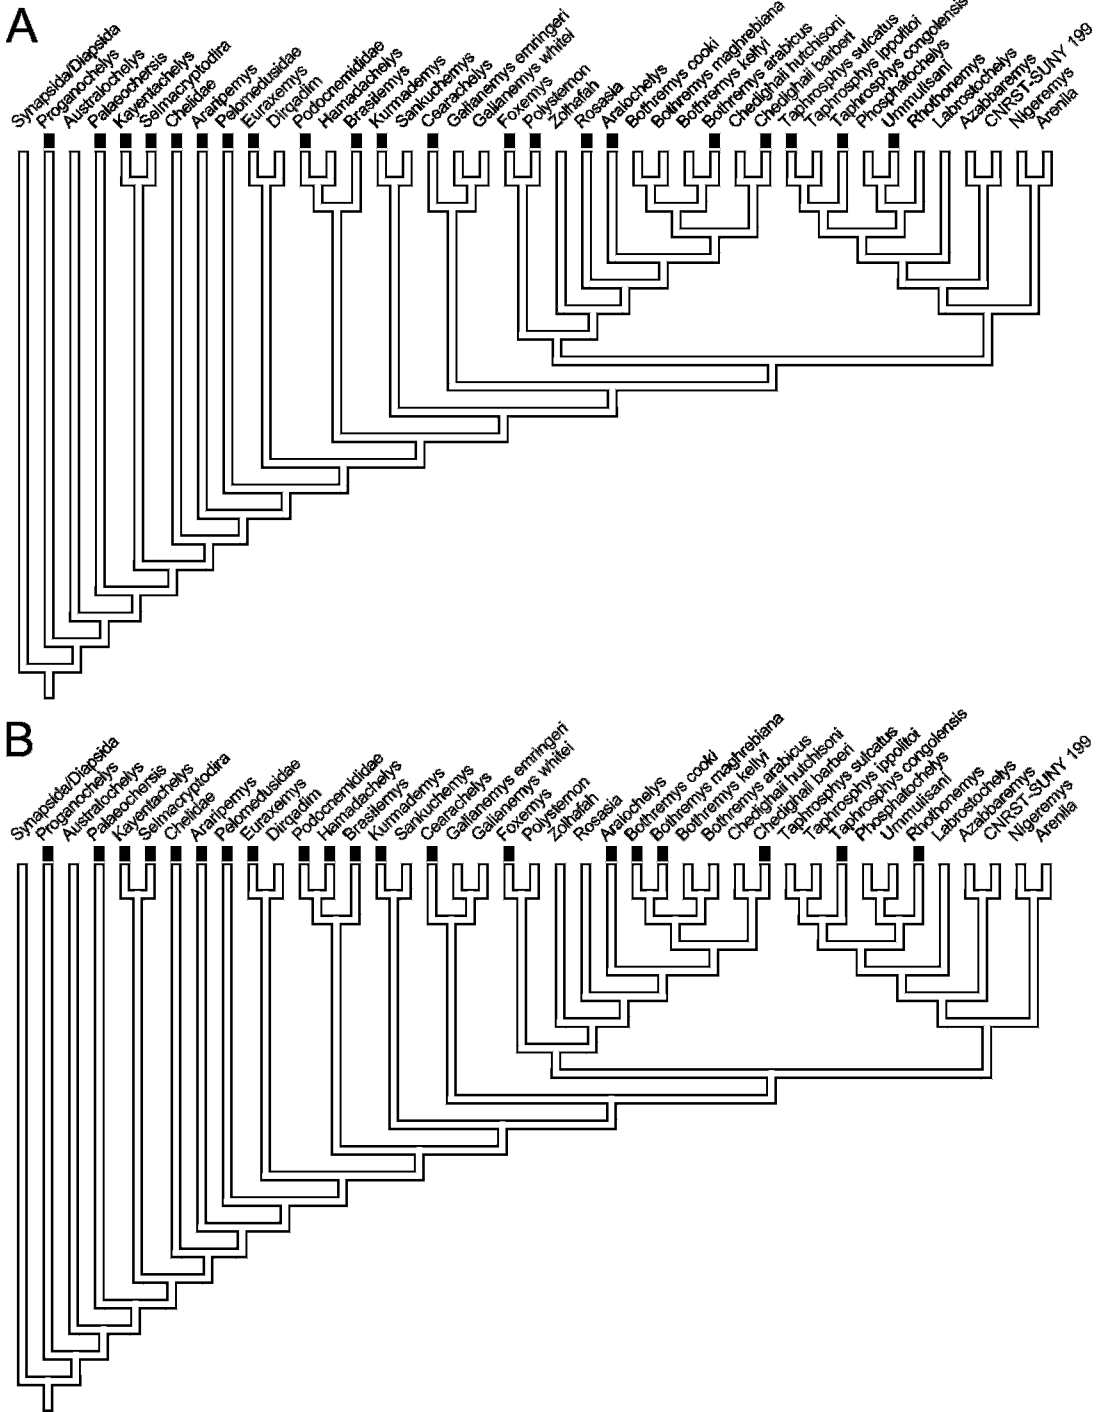 A
Synapsida/Diapsida
Proganochelys
Australochelys
Palaeochersis
Kayentachelys
Selmacryptodira
Chelidae
Araripemys
Pelomedusidae
Euraxemys
Dirqadim
Podocnemididae
Hamadachelys
Brasilemys
Kurmademys
Sankuchemys
Cearachelys
Galianemys emringeri
Galianemys whitei
Foxemys
Polysternon
Zolhafah
Rosasia
Araiochelys
Bothremys cooki
Bothremys maghrebiana
Bothremys kellyi
Bothremys arabicus
Chedighaii hutchisoni
Chedighaii barberi
Taphrosphys sulcatus
Taphrosphys ippolitoi
Taphrosphys congolensis
Phosphatochelys
Ummulisani
Rhothonemys
Labrostochelys
Azabbaremys
CNRST-SUNY 199
Nigeremys
Arenila
B
Synapsida/Diapsida
Proganochelys
Australochelys
Palaeochersis
Kayentachelys
Selmacryptodira
Chelidae
Araripemys
Pelomedusidae
Euraxemys
Dirqadim
Podocnemididae
Hamadachelys
Brasilemys
Kurmademys
Sankuchemys
Cearachelys
Galianemys emringeri
Galianemys whitei
Foxemys
Polysternon
Zolhafah
Rosasia
Araiochelys
Bothremys cooki
Bothremys maghrebiana
Bothremys kellyi
Bothremys arabicus
Chedighaii hutchisoni
Chedighaii barberi
Taphrosphys sulcatus
Taphrosphys ippolitoi
Taphrosphys congolensis
Phosphatochelys
Ummulisani
Rhothonemys
Labrostochelys
Azabbaremys
CNRST-SUNY 199
Nigeremys
Arenila